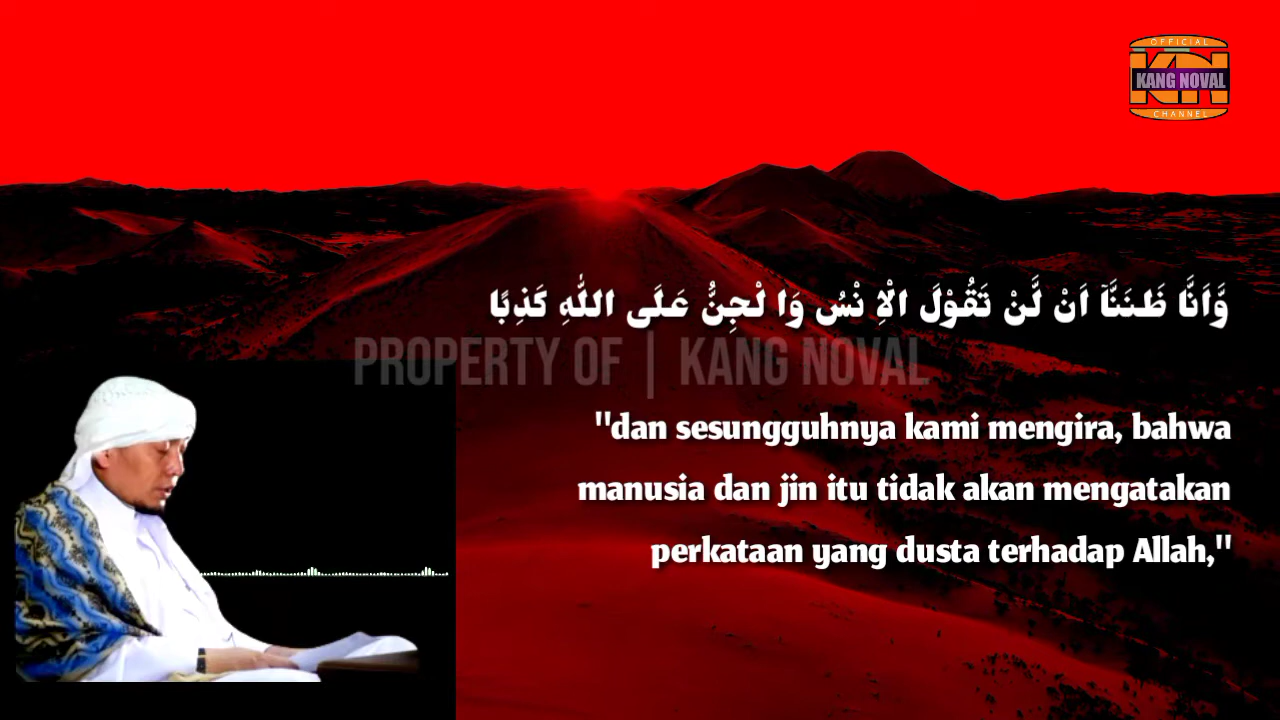 OFFICIAL
KN
KANG NOVAL
CHANNEL
وَّاَنَّا ظَنَنَّاۤ اَنْ لَّنْ تَقُوْلَ الْاِ نْسُ وَا لْجِنُّ عَلَى اللّٰهِ كَذِبًا
PROPERTY OF | KANG NOVAL
"dan sesungguhnya kami mengira, bahwa
manusia dan jin itu tidak akan mengatakan
perkataan yang dusta terhadap Allah,"